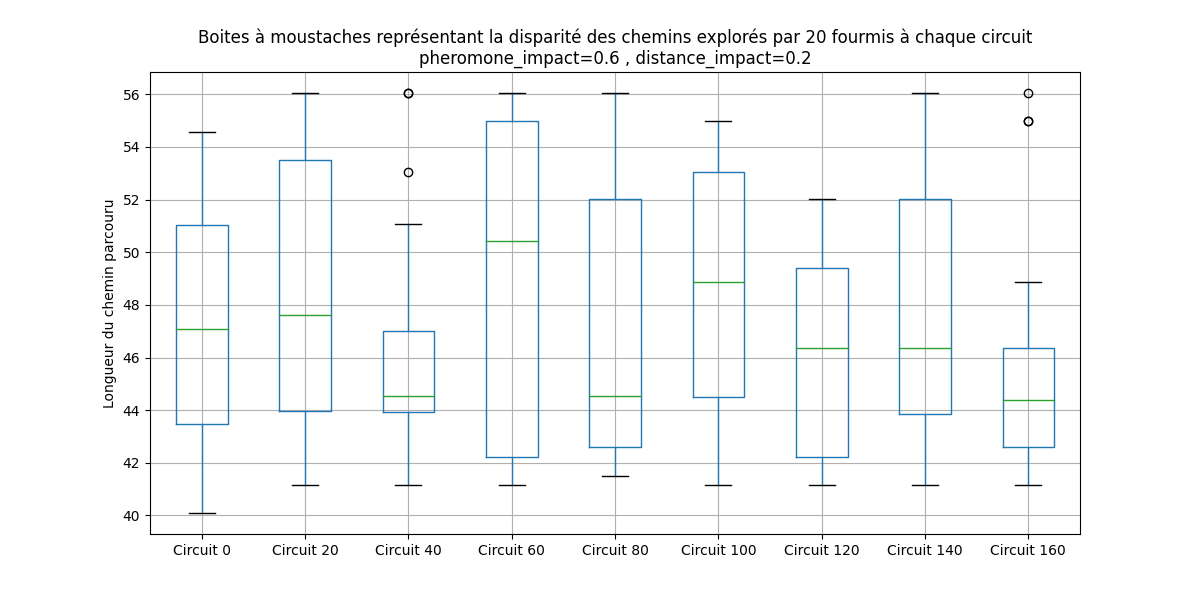 Boites à moustaches représentant la disparité des chemins explorés par 20 fourmis à chaque circuit
pheromone_impact=0.6 , distance_impact=0.2
Longueur du chemin parcouru
56
54
52
50
48
46
44
42
40
Circuit 0
Circuit 20
Circuit 40
Circuit 60
Circuit 80
Circuit 100
Circuit 120
Circuit 140
Circuit 160